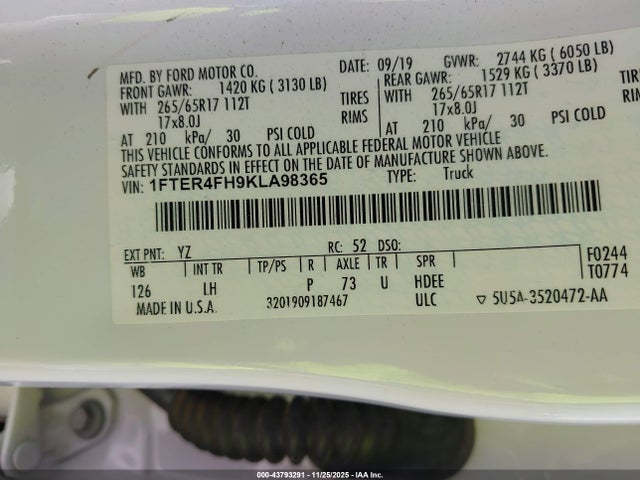 MFD. BY FORD MOTOR CO. DATE: 09/19 GVWR: 2744 KG ( 6050 LB)
FRONT GAWR: 1420 KG ( 3130 LB) REAR GAWR: 1529 KG ( 3370 LB)
WITH 265/65R17 112T TIRES WITH 265/65R17 112T TIRES
17x8.0J RIMS 17x8.0J RIMS
AT 210 kPa/ 30 PSI COLD AT 210 kPa/ 30 PSI COLD
THIS VEHICLE CONFORMS TO ALL APPLICABLE FEDERAL MOTOR VEHICLE
SAFETY STANDARDS IN EFFECT ON THE DATE OF MANUFACTURE SHOWN ABOVE.
VIN: 1FTER4FH9KLA98365 TYPE: Truck
EXT PNT: YZ RC: 52 DSO: F0244
WB INT TR TP/PS R AXLE TR SPR T0774
126 LH P 73 U HDEE
MADE IN U.S.A. 3201909187467 ULC ▽ 5U5A-3520472-AA
000-43793291 - 11/25/2025 - IAA Inc.